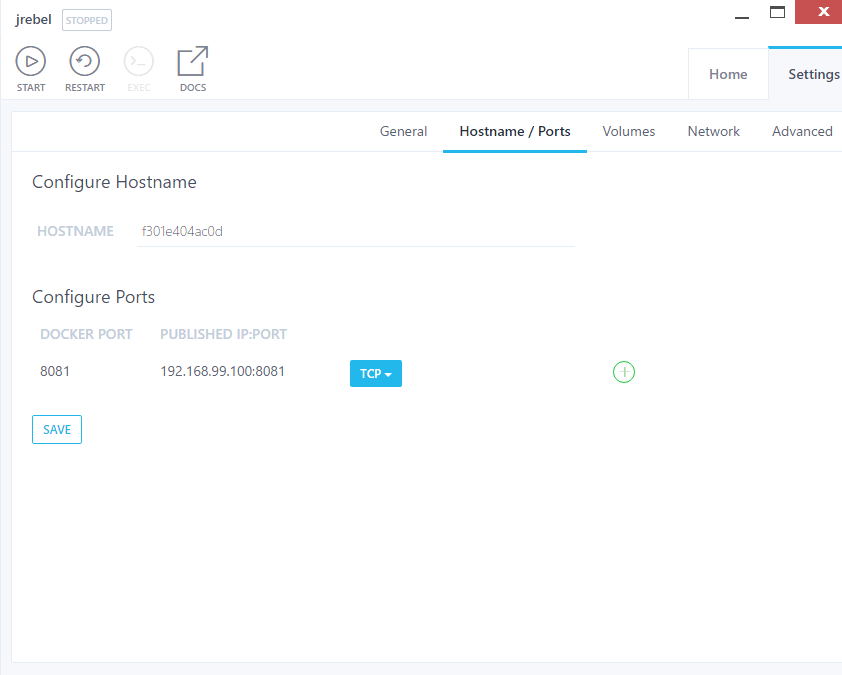 jrebel STOPPED
START RESTART EXEC DOCS
Home Settings
General Hostname / Ports Volumes Network Advanced
Configure Hostname
HOSTNAME f301e404ac0d
Configure Ports
DOCKER PORT PUBLISHED IP:PORT
8081 192.168.99.100:8081 TCP
SAVE